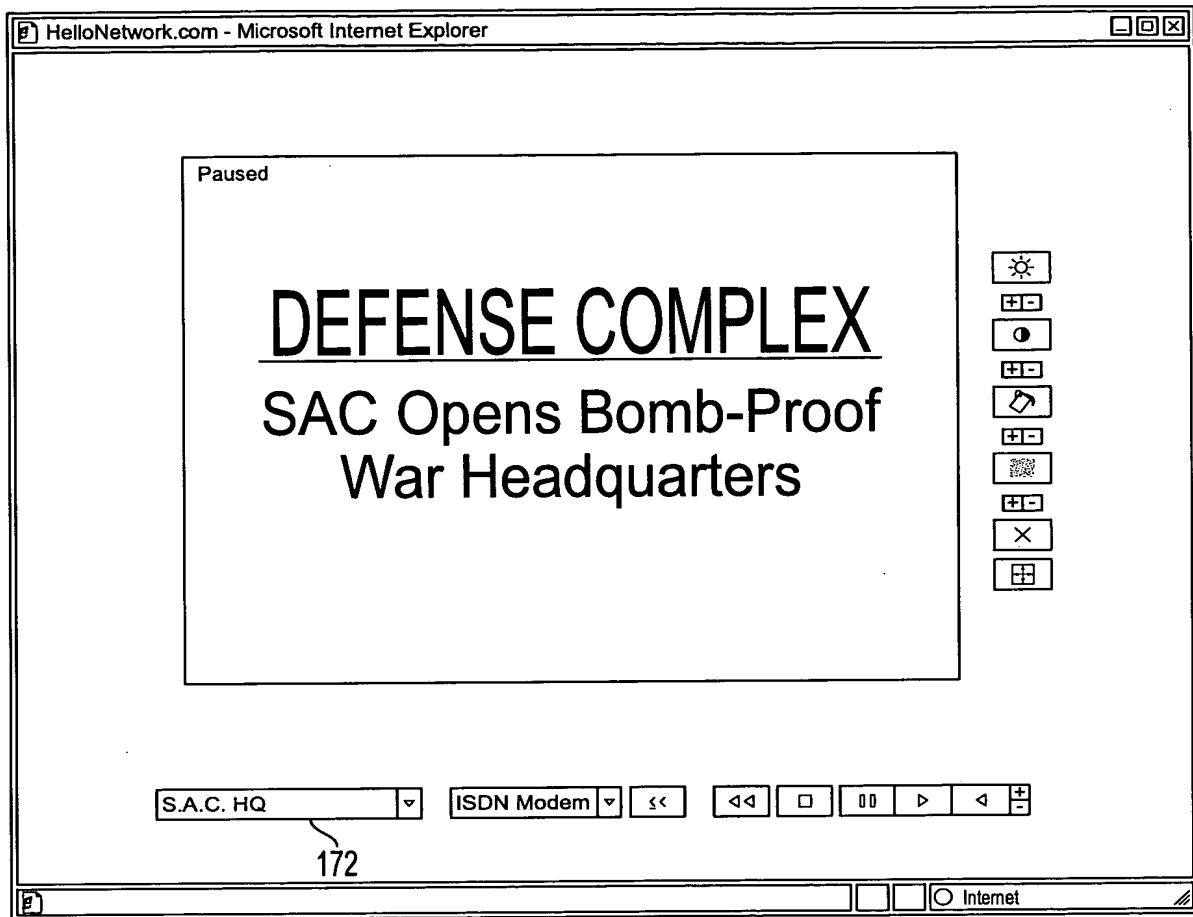 HelloNetwork.com - Microsoft Internet Explorer
Paused
DEFENSE COMPLEX
SAC Opens Bomb-Proof
War Headquarters
S.A.C. HQ
ISDN Modem
172
Internet